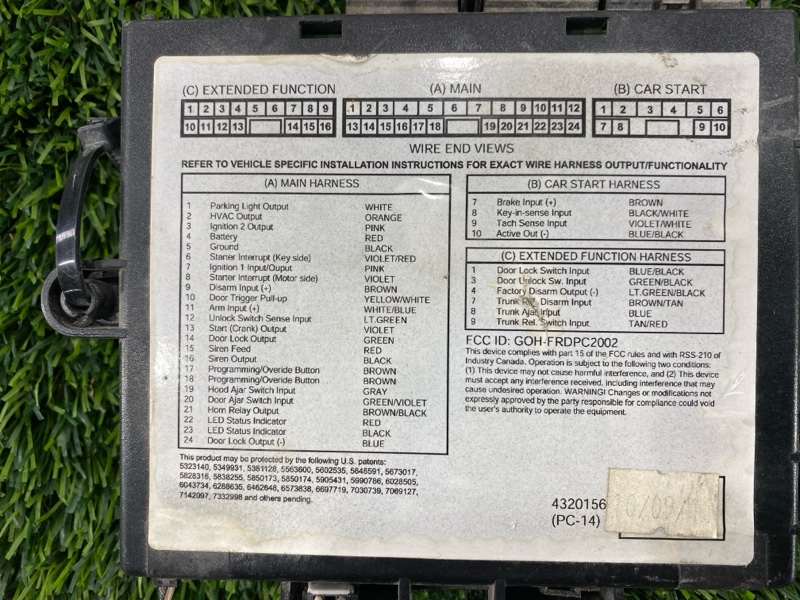 (C) EXTENDED FUNCTION
(A) MAIN
(B) CAR START
1 2 3 4 5 6 7 8 9
10 11 12 13 14 15 16
1 2 3 4 5 6 7 8 9 10 11 12
13 14 15 16 17 18 19 20 21 22 23 24
1 2 3 4 5 6
7 8 9 10
WIRE END VIEWS
REFER TO VEHICLE SPECIFIC INSTALLATION INSTRUCTIONS FOR EXACT WIRE HARNESS OUTPUT/FUNCTIONALITY
(A) MAIN HARNESS
1 Parking Light Output WHITE
2 HVAC Output ORANGE
3 Ignition 2 Output PINK
4 Battery RED
5 Ground BLACK
6 Starter Interrupt (Key side) VIOLET/RED
7 Ignition 1 Input/Ouput PINK
8 Starter Interrupt (Motor side) VIOLET
9 Disarm Input (+) BROWN
10 Door Trigger Pull-up YELLOW/WHITE
11 Arm Input (+) WHITE/BLUE
12 Unlock Switch Sense Input LT.GREEN
13 Start (Crank) Output VIOLET
14 Door Lock Output GREEN
15 Siren Feed RED
16 Siren Output BLACK
17 Programming/Overide Button BROWN
18 Programming/Overide Button BROWN
19 Hood Ajar Switch Input GRAY
20 Door Ajar Switch Input GREEN/VIOLET
21 Horn Relay Output BROWN/BLACK
22 LED Status Indicator RED
23 LED Status Indicator BLACK
24 Door Lock Output (-) BLUE
This product may be protected by the following U.S. patents:
5323140, 5349931, 5381128, 5563600, 5602535, 5646591, 5673017,
5828316, 5838255, 5850173, 5850174, 5905431, 5990786, 6028505,
6043734, 6288635, 6462648, 6573838, 6697719, 7030739, 7069127,
7142097, 7332998 and others pending.
(B) CAR START HARNESS
7 Brake Input (+) BROWN
8 Key-in-sense Input BLACK/WHITE
9 Tach Sense Input VIOLET/WHITE
10 Active Out (-) BLUE/BLACK
(C) EXTENDED FUNCTION HARNESS
1 Door Lock Switch Input BLUE/BLACK
3 Door Unlock Sw. Input GREEN/BLACK
4 Factory Disarm Output (-) LT.GREEN/BLACK
7 Trunk Rel. Disarm Input BROWN/TAN
8 Trunk Ajar Input BLUE
9 Trunk Rel. Switch Input TAN/RED
FCC ID: GOH-FRDPC2002
This device complies with part 15 of the FCC rules and with RSS-210 of
Industry Canada. Operation is subject to the following two conditions:
(1) This device may not cause harmful interference, and (2) This device
must accept any interference received, including interference that may
cause undesired operation. WARNING! Changes or modifications not
expressly approved by the party responsible for compliance could void
the user's authority to operate the equipment.
4320156
(PC-14)